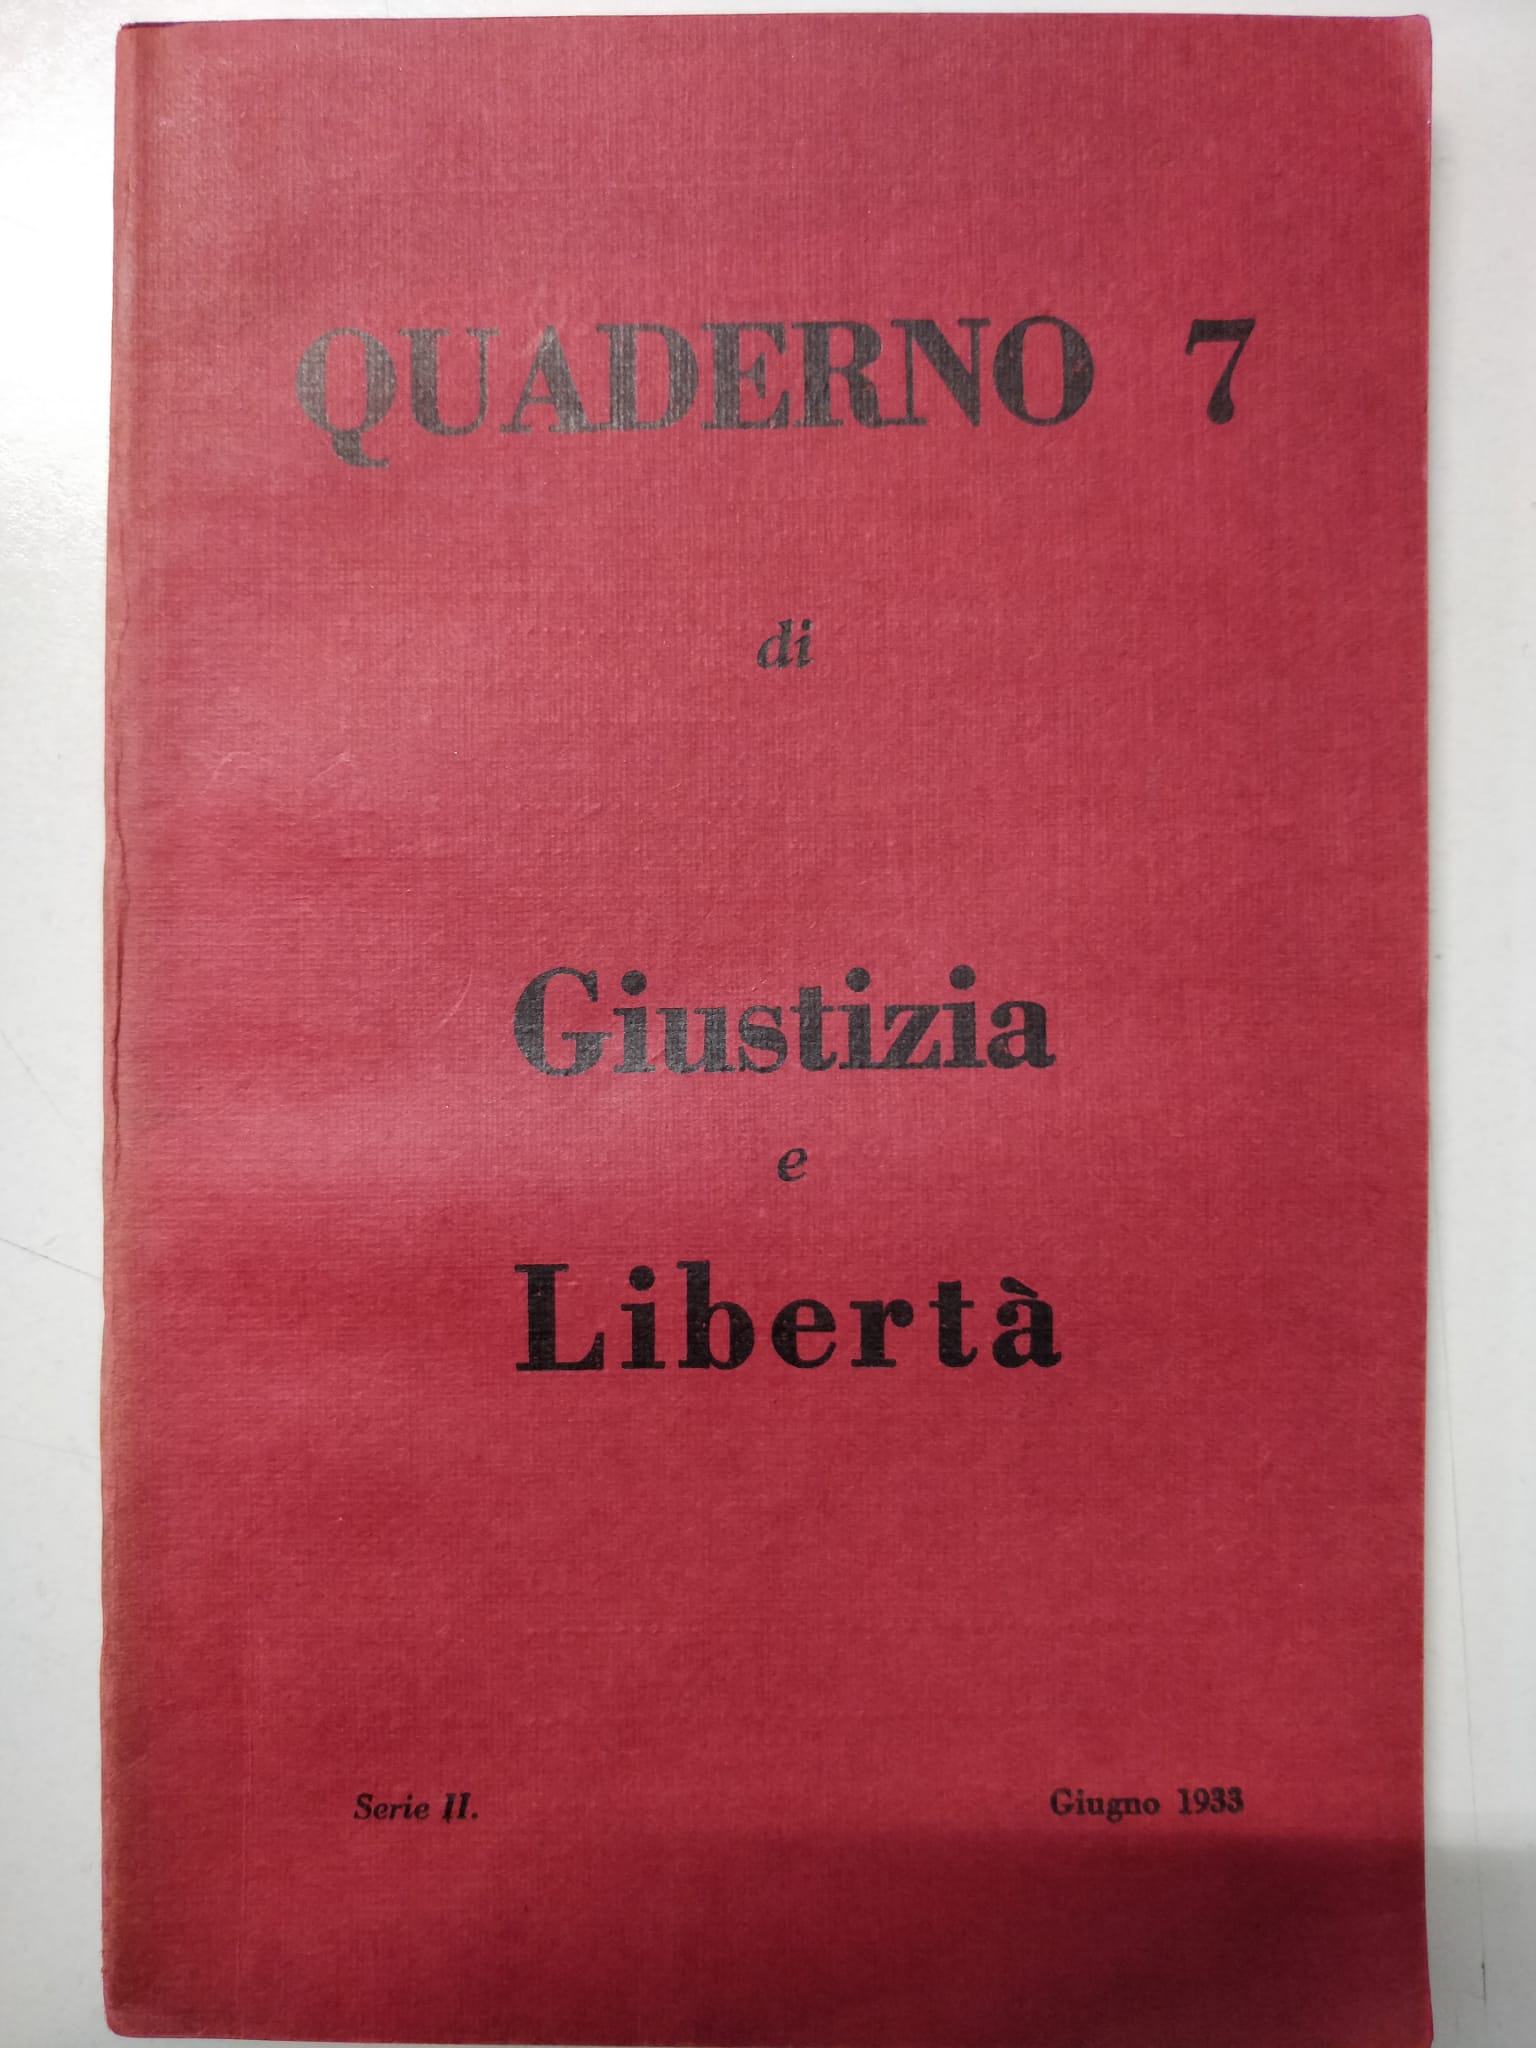 QUADERNO 7
di
Giustizia
e
Libertà
Serie II.
Giugno 1933